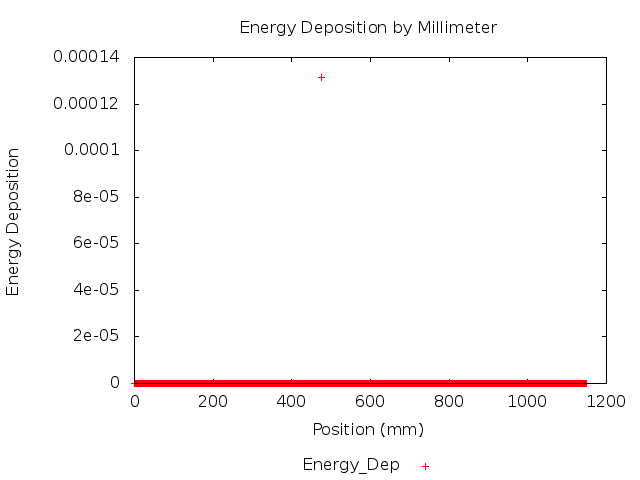 Energy Deposition by Millimeter
0.00014
0.00012
0.0001
8e-05
6e-05
4e-05
2e-05
0
Energy Deposition
0 200 400 600 800 1000 1200
Position (mm)
Energy_Dep